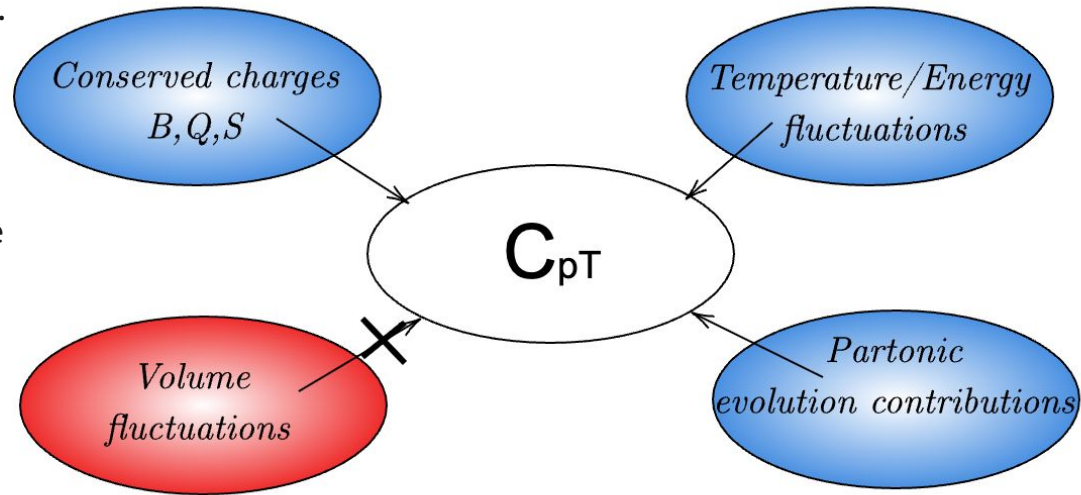 .
Conserved charges
B,Q,S
Temperature/Energy
fluctuations
e
CpT
Volume
fluctuations
Partonic
evolution contributions